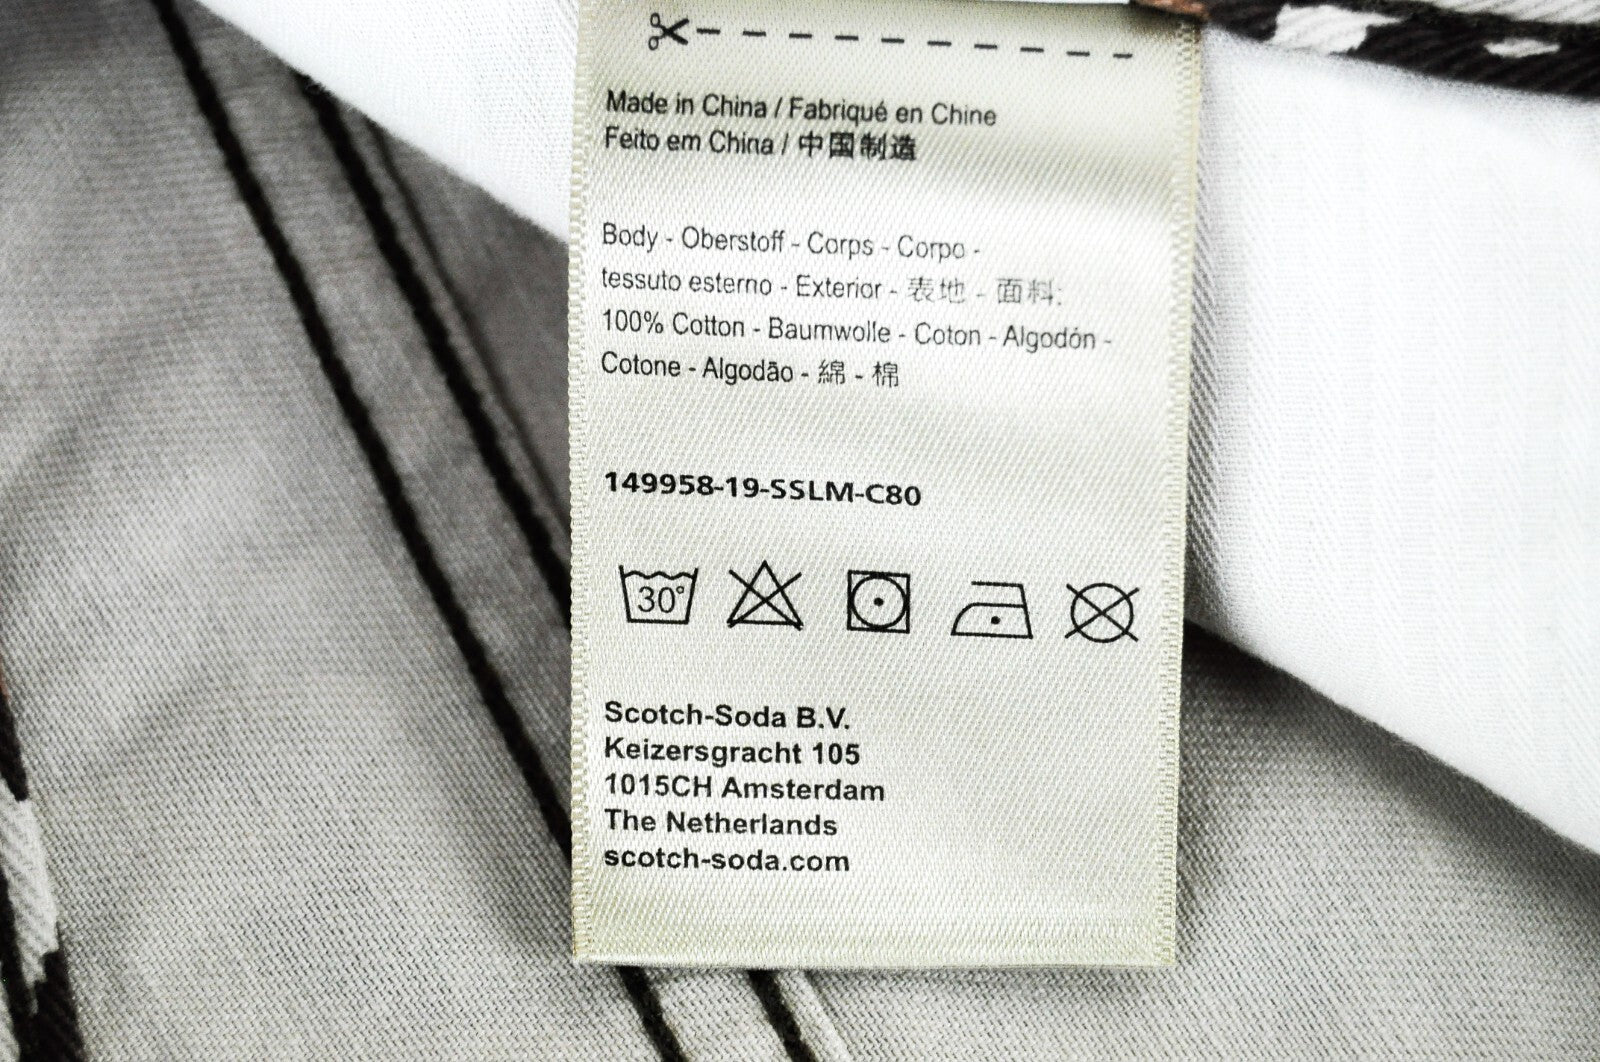 Made in China / Fabriqué en Chine
Feito em China / 中国制造
Body - Oberstoff - Corps - Corpo -
tessuto esterno - Exterior - 表地 - 面料:
100% Cotton - Baumwolle - Coton - Algodón -
Cotone - Algodão - 綿 - 棉
149958-19-SSLM-C80
30°
Scotch-Soda B.V.
Keizersgracht 105
1015CH Amsterdam
The Netherlands
scotch-soda.com